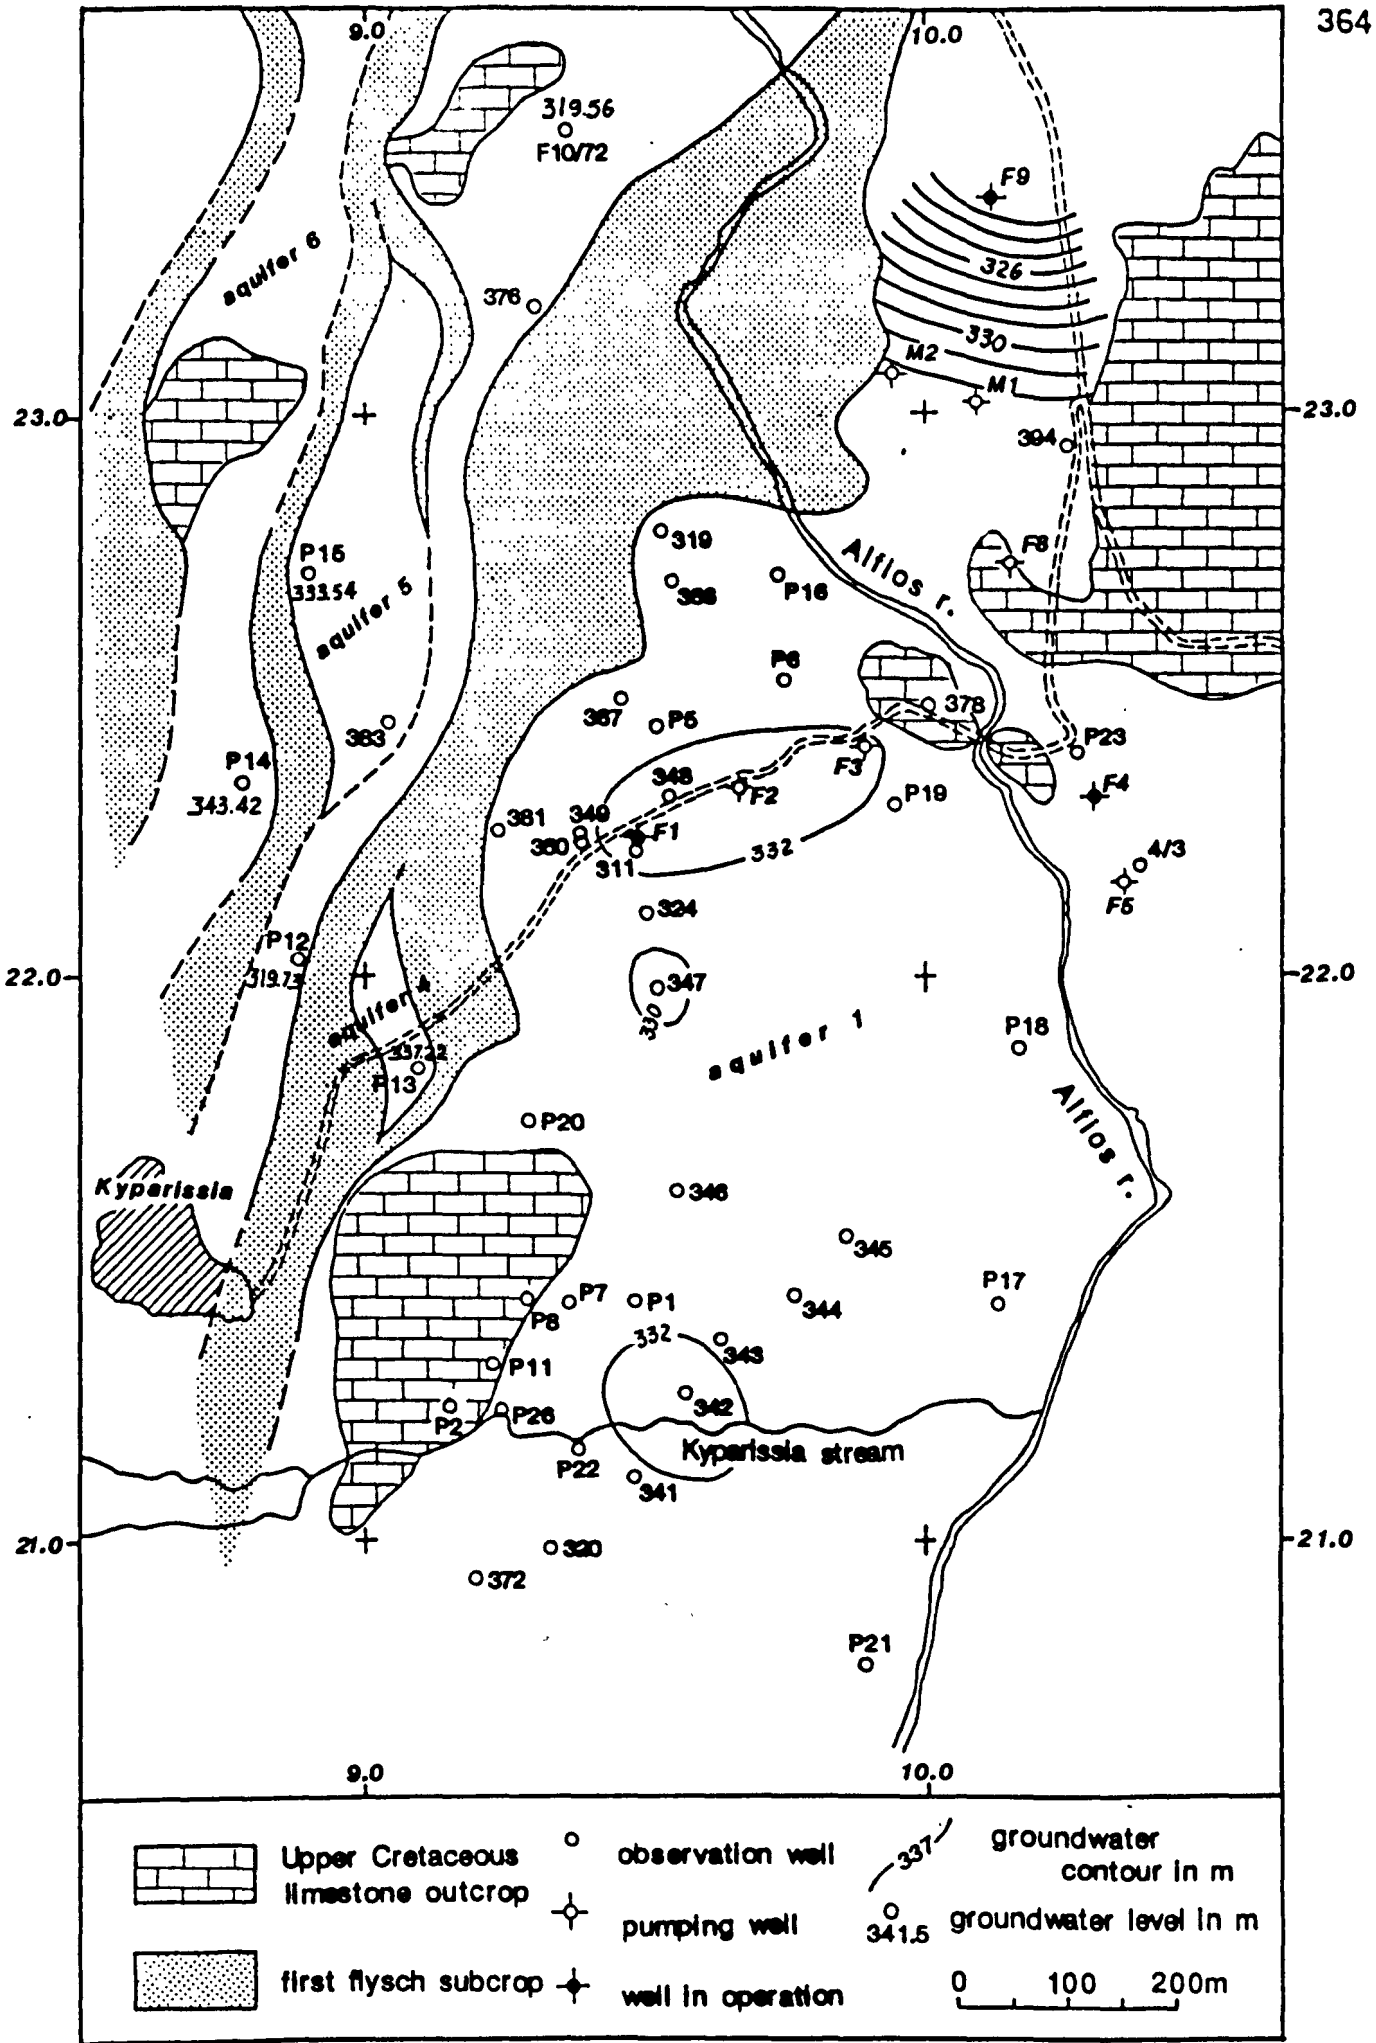 364
9.0
10.0
319.56
F10/72
F9
aquifer 6
326
376
330
M2
M1
23.0
23.0
394
319
Alfios r.
F8
P15
333.54
368
P16
aquifer 5
P6
367
378
383
P5
P23
P14
F3
343.42
348
F2
P19
F4
381
349
360
F1
311
332
4/3
F5
324
P12
319.73
22.0
22.0
347
aquifer 4
330
aquifer 1
P18
337.22
P13
Alfios r.
P20
Kyparissia
346
345
P17
P7
P1
344
P8
332
343
P11
342
P2
P26
Kyparissia stream
P22
341
21.0
21.0
320
372
P21
9.0
10.0
Upper Cretaceous
limestone outcrop
observation well
337
groundwater
contour in m
pumping well
341.5
groundwater level in m
first flysch subcrop
well in operation
0 100 200m